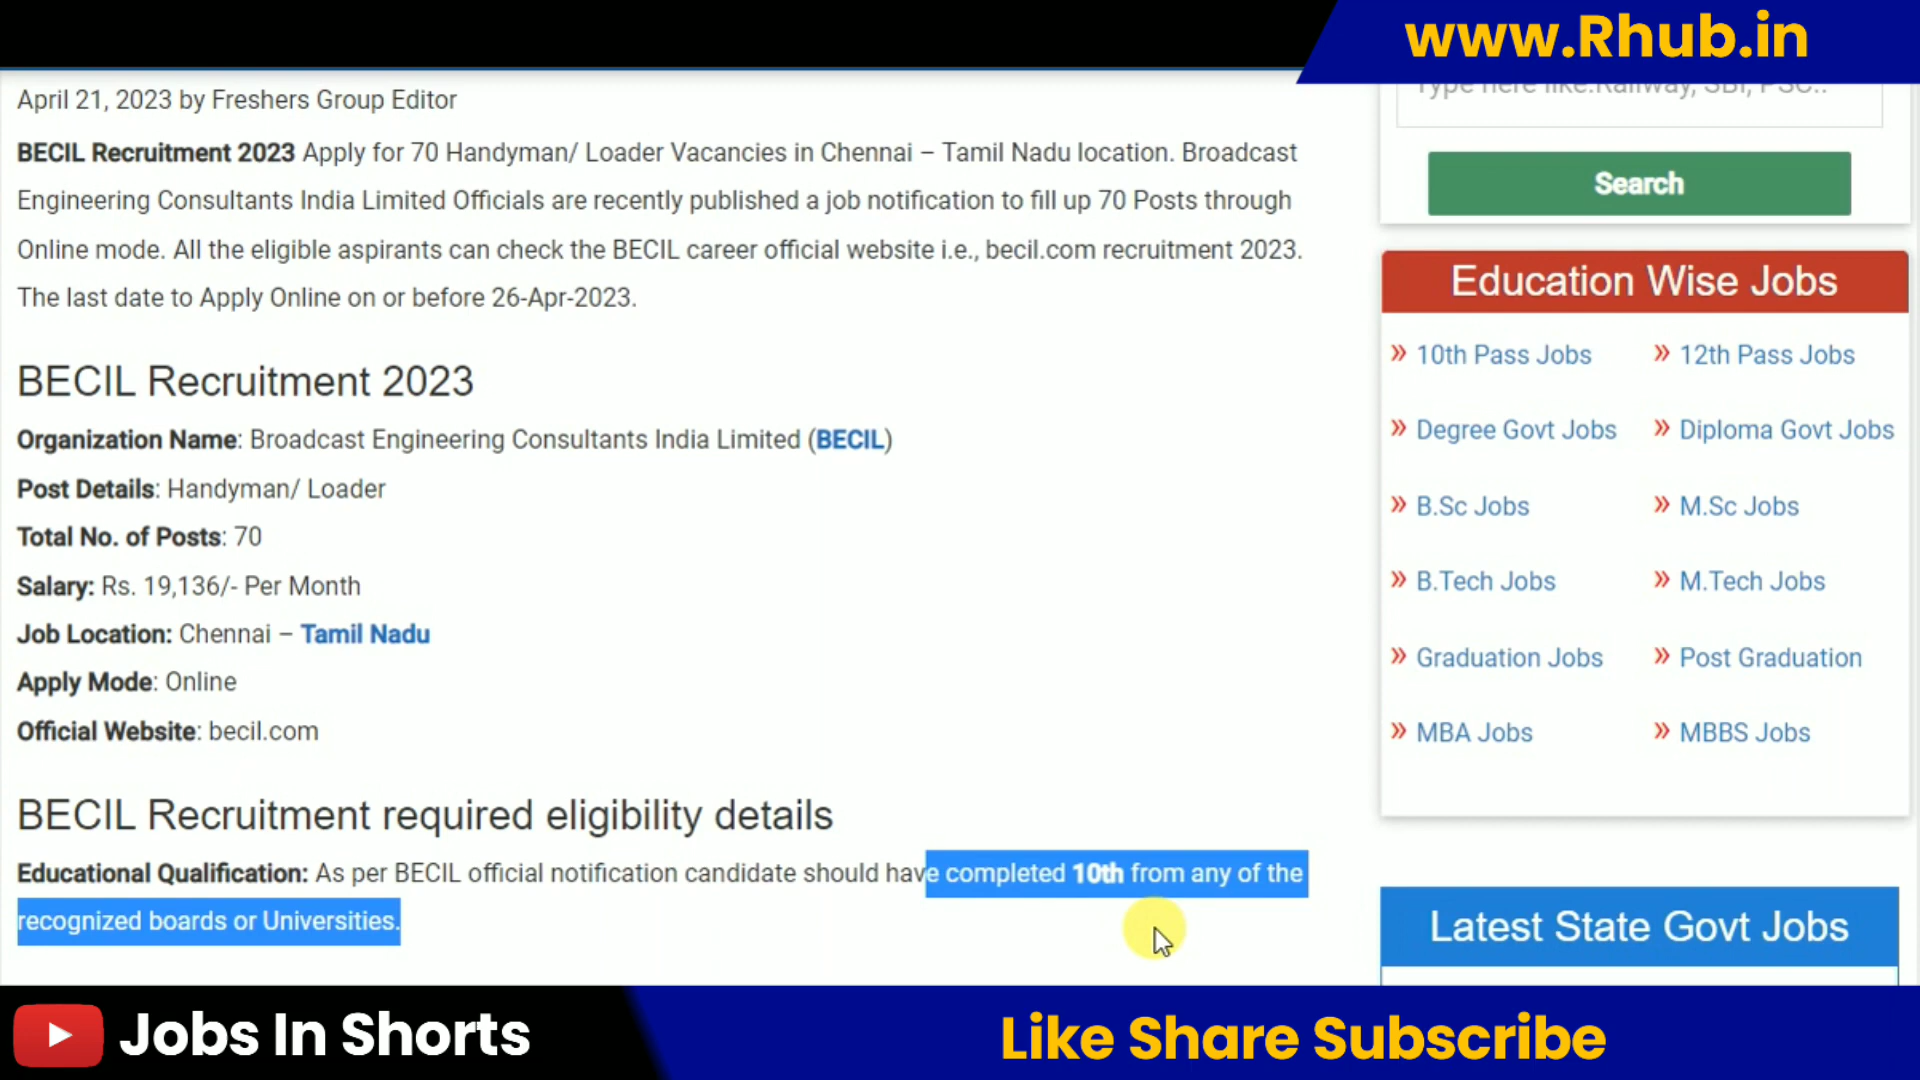 www.Rhub.in
April 21, 2023 by Freshers Group Editor
BECIL Recruitment 2023 Apply for 70 Handyman/ Loader Vacancies in Chennai – Tamil Nadu location. Broadcast
Engineering Consultants India Limited Officials are recently published a job notification to fill up 70 Posts through
Online mode. All the eligible aspirants can check the BECIL career official website i.e., becil.com recruitment 2023.
The last date to Apply Online on or before 26-Apr-2023.
BECIL Recruitment 2023
Organization Name: Broadcast Engineering Consultants India Limited (BECIL)
Post Details: Handyman/ Loader
Total No. of Posts: 70
Salary: Rs. 19,136/- Per Month
Job Location: Chennai – Tamil Nadu
Apply Mode: Online
Official Website: becil.com
BECIL Recruitment required eligibility details
Educational Qualification: As per BECIL official notification candidate should have completed 10th from any of the
recognized boards or Universities.
Type here like:Railway, SBI, PSC..
Search
Education Wise Jobs
» 10th Pass Jobs » 12th Pass Jobs
» Degree Govt Jobs » Diploma Govt Jobs
» B.Sc Jobs » M.Sc Jobs
» B.Tech Jobs » M.Tech Jobs
» Graduation Jobs » Post Graduation
» MBA Jobs » MBBS Jobs
Latest State Govt Jobs
Jobs In Shorts
Like Share Subscribe